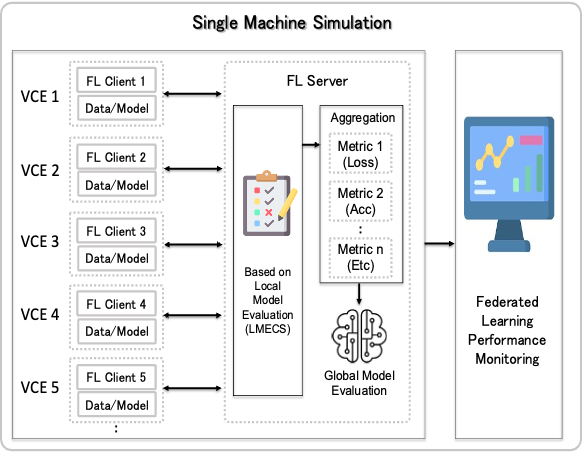 Single Machine Simulation
VCE 1
FL Client 1
Data/Model
VCE 2
FL Client 2
Data/Model
VCE 3
FL Client 3
Data/Model
VCE 4
FL Client 4
Data/Model
VCE 5
FL Client 5
Data/Model
:
FL Server
Based on
Local
Model
Evaluation
(LMECS)
Aggregation
Metric 1
(Loss)
Metric 2
(Acc)
:
Metric n
(Etc)
Global Model
Evaluation
Federated
Learning
Performance
Monitoring